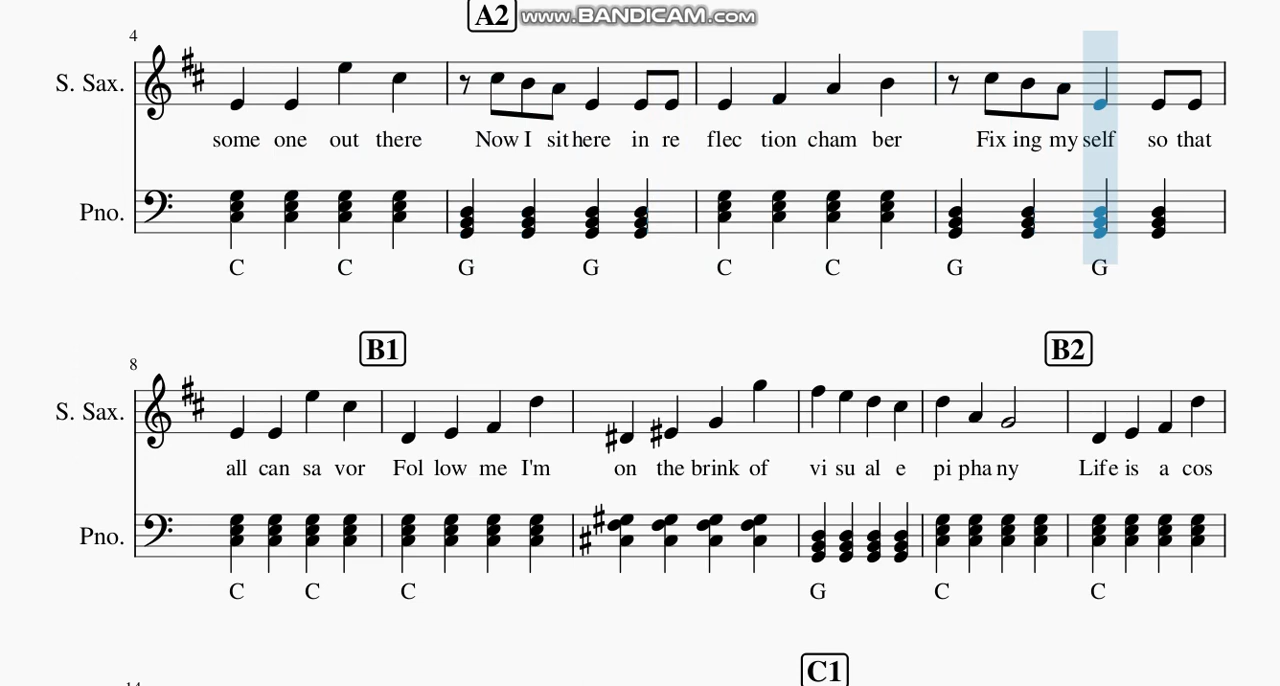 A2 www.BANDICAM.com
4
S. Sax.
some one out there Now I sit here in re flec tion cham ber Fix ing my self so that
Pno.
C C G G C C G G
B1 B2
8
S. Sax.
all can sa vor Fol low me I'm on the brink of vi su al e pi pha ny Life is a cos
Pno.
C C C G C C
C1
14